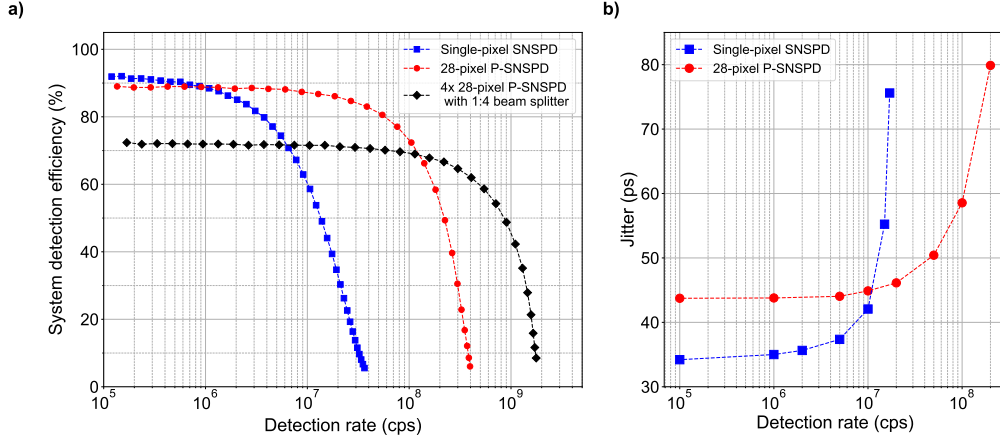 a)
System detection efficiency (%)
100
80
60
40
20
0
10^5
10^6
10^7
10^8
10^9
Detection rate (cps)
Single-pixel SNSPD
28-pixel P-SNSPD
4x 28-pixel P-SNSPD
with 1:4 beam splitter
b)
Jitter (ps)
80
70
60
50
40
30
10^5
10^6
10^7
10^8
Detection rate (cps)
Single-pixel SNSPD
28-pixel P-SNSPD